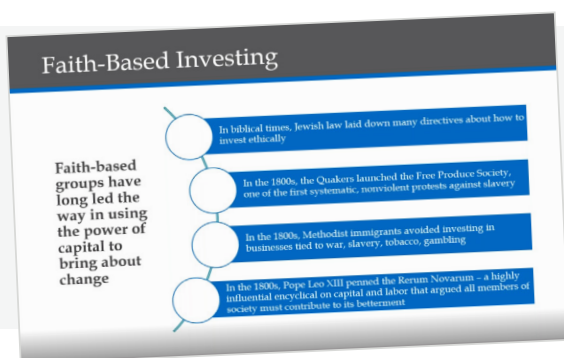 Faith-Based Investing
Faith-based
groups have
long led the
way in using
the power of
capital to
bring about
change
In biblical times, Jewish law laid down many directives about how to
invest ethically
In the 1800s, the Quakers launched the Free Produce Society,
one of the first systematic, nonviolent protests against slavery
In the 1800s, Methodist immigrants avoided investing in
businesses tied to war, slavery, tobacco, gambling
In the 1800s, Pope Leo XIII penned the Rerum Novarum – a highly
influential encyclical on capital and labor that argued all members of
society must contribute to its betterment